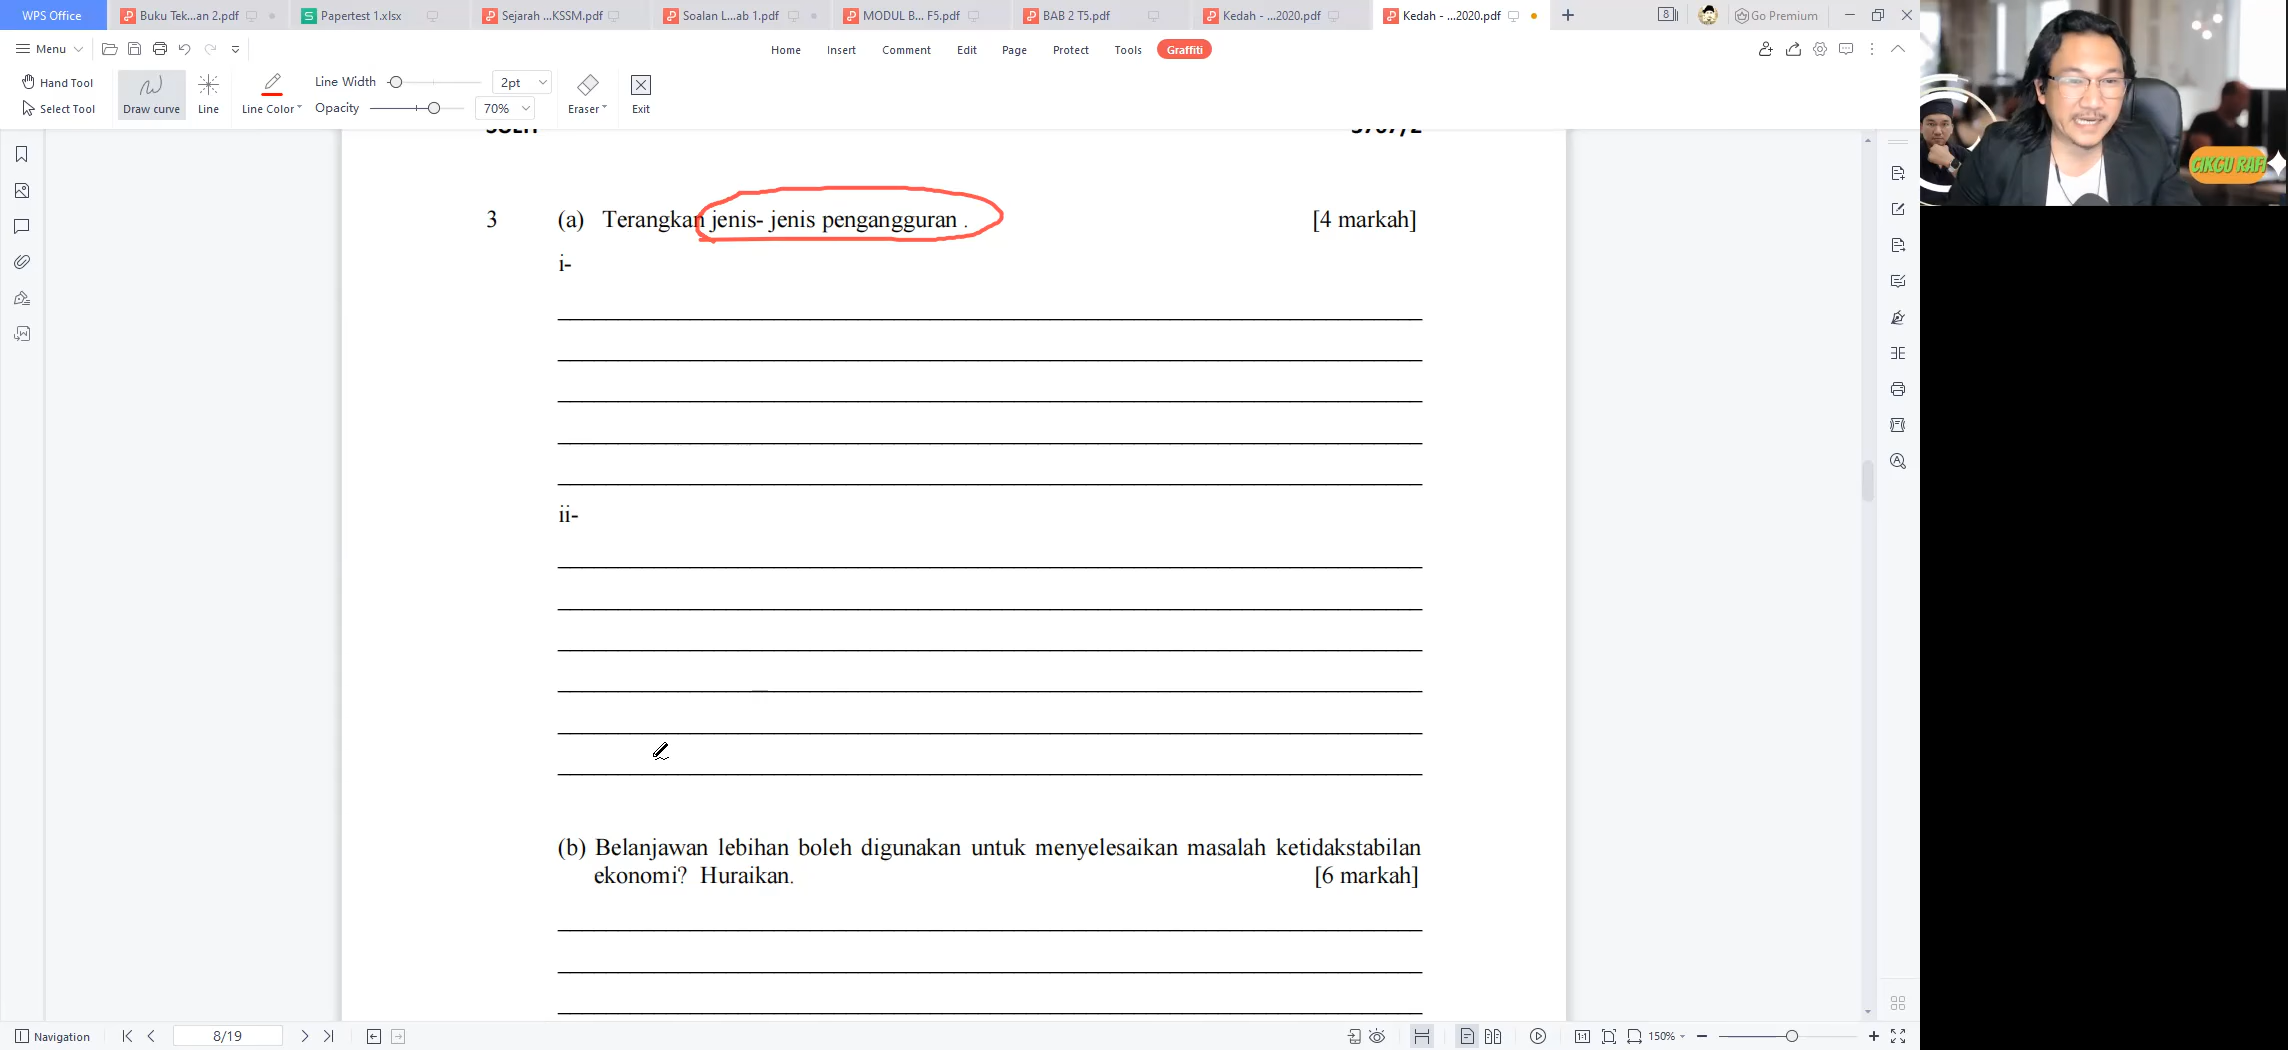 WPS Office
Buku Tek...an 2.pdf
Papertest 1.xlsx
Sejarah ...KSSM.pdf
Soalan L...ab 1.pdf
MODUL B... F5.pdf
BAB 2 T5.pdf
Kedah - ...2020.pdf
Kedah - ...2020.pdf
8
Go Premium
Menu
Home Insert Comment Edit Page Protect Tools Graffiti
Hand Tool
Select Tool
Draw curve
Line
Line Color
Line Width 2pt
Opacity 70%
Eraser
Exit
CIKGU RAFI
3 (a) Terangkan jenis- jenis pengangguran . [4 markah]
i-
ii-
(b) Belanjawan lebihan boleh digunakan untuk menyelesaikan masalah ketidakstabilan
ekonomi? Huraikan. [6 markah]
Navigation
8/19
1:1
150%